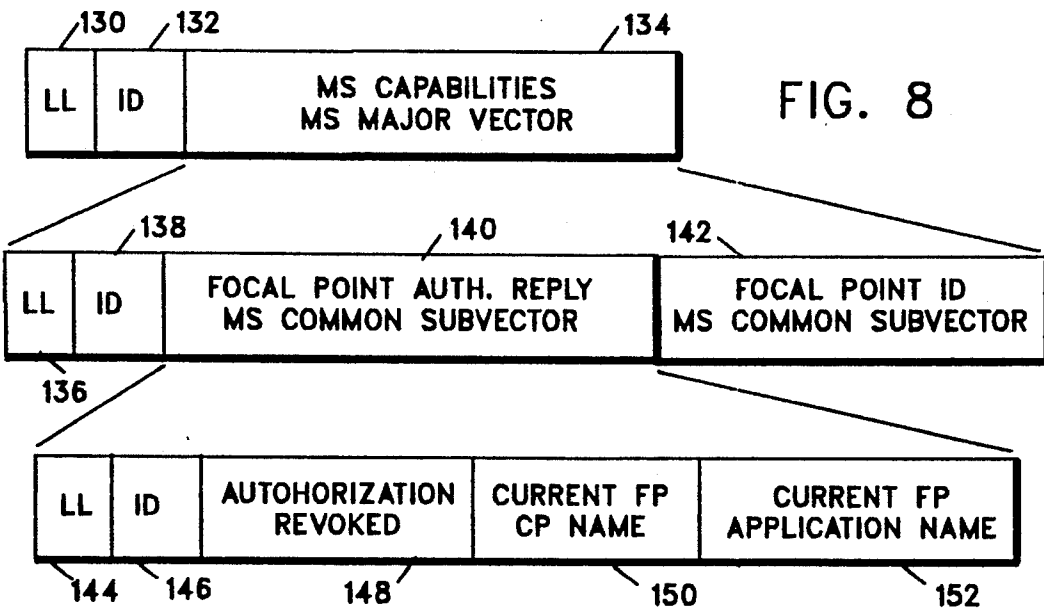 130 132 134
LL ID MS CAPABILITIES
MS MAJOR VECTOR
FIG. 8
138 140 142
LL ID FOCAL POINT AUTH. REPLY
MS COMMON SUBVECTOR
FOCAL POINT ID
MS COMMON SUBVECTOR
136
LL ID AUTOHORIZATION
REVOKED
CURRENT FP
CP NAME
CURRENT FP
APPLICATION NAME
144 146 148 150 152